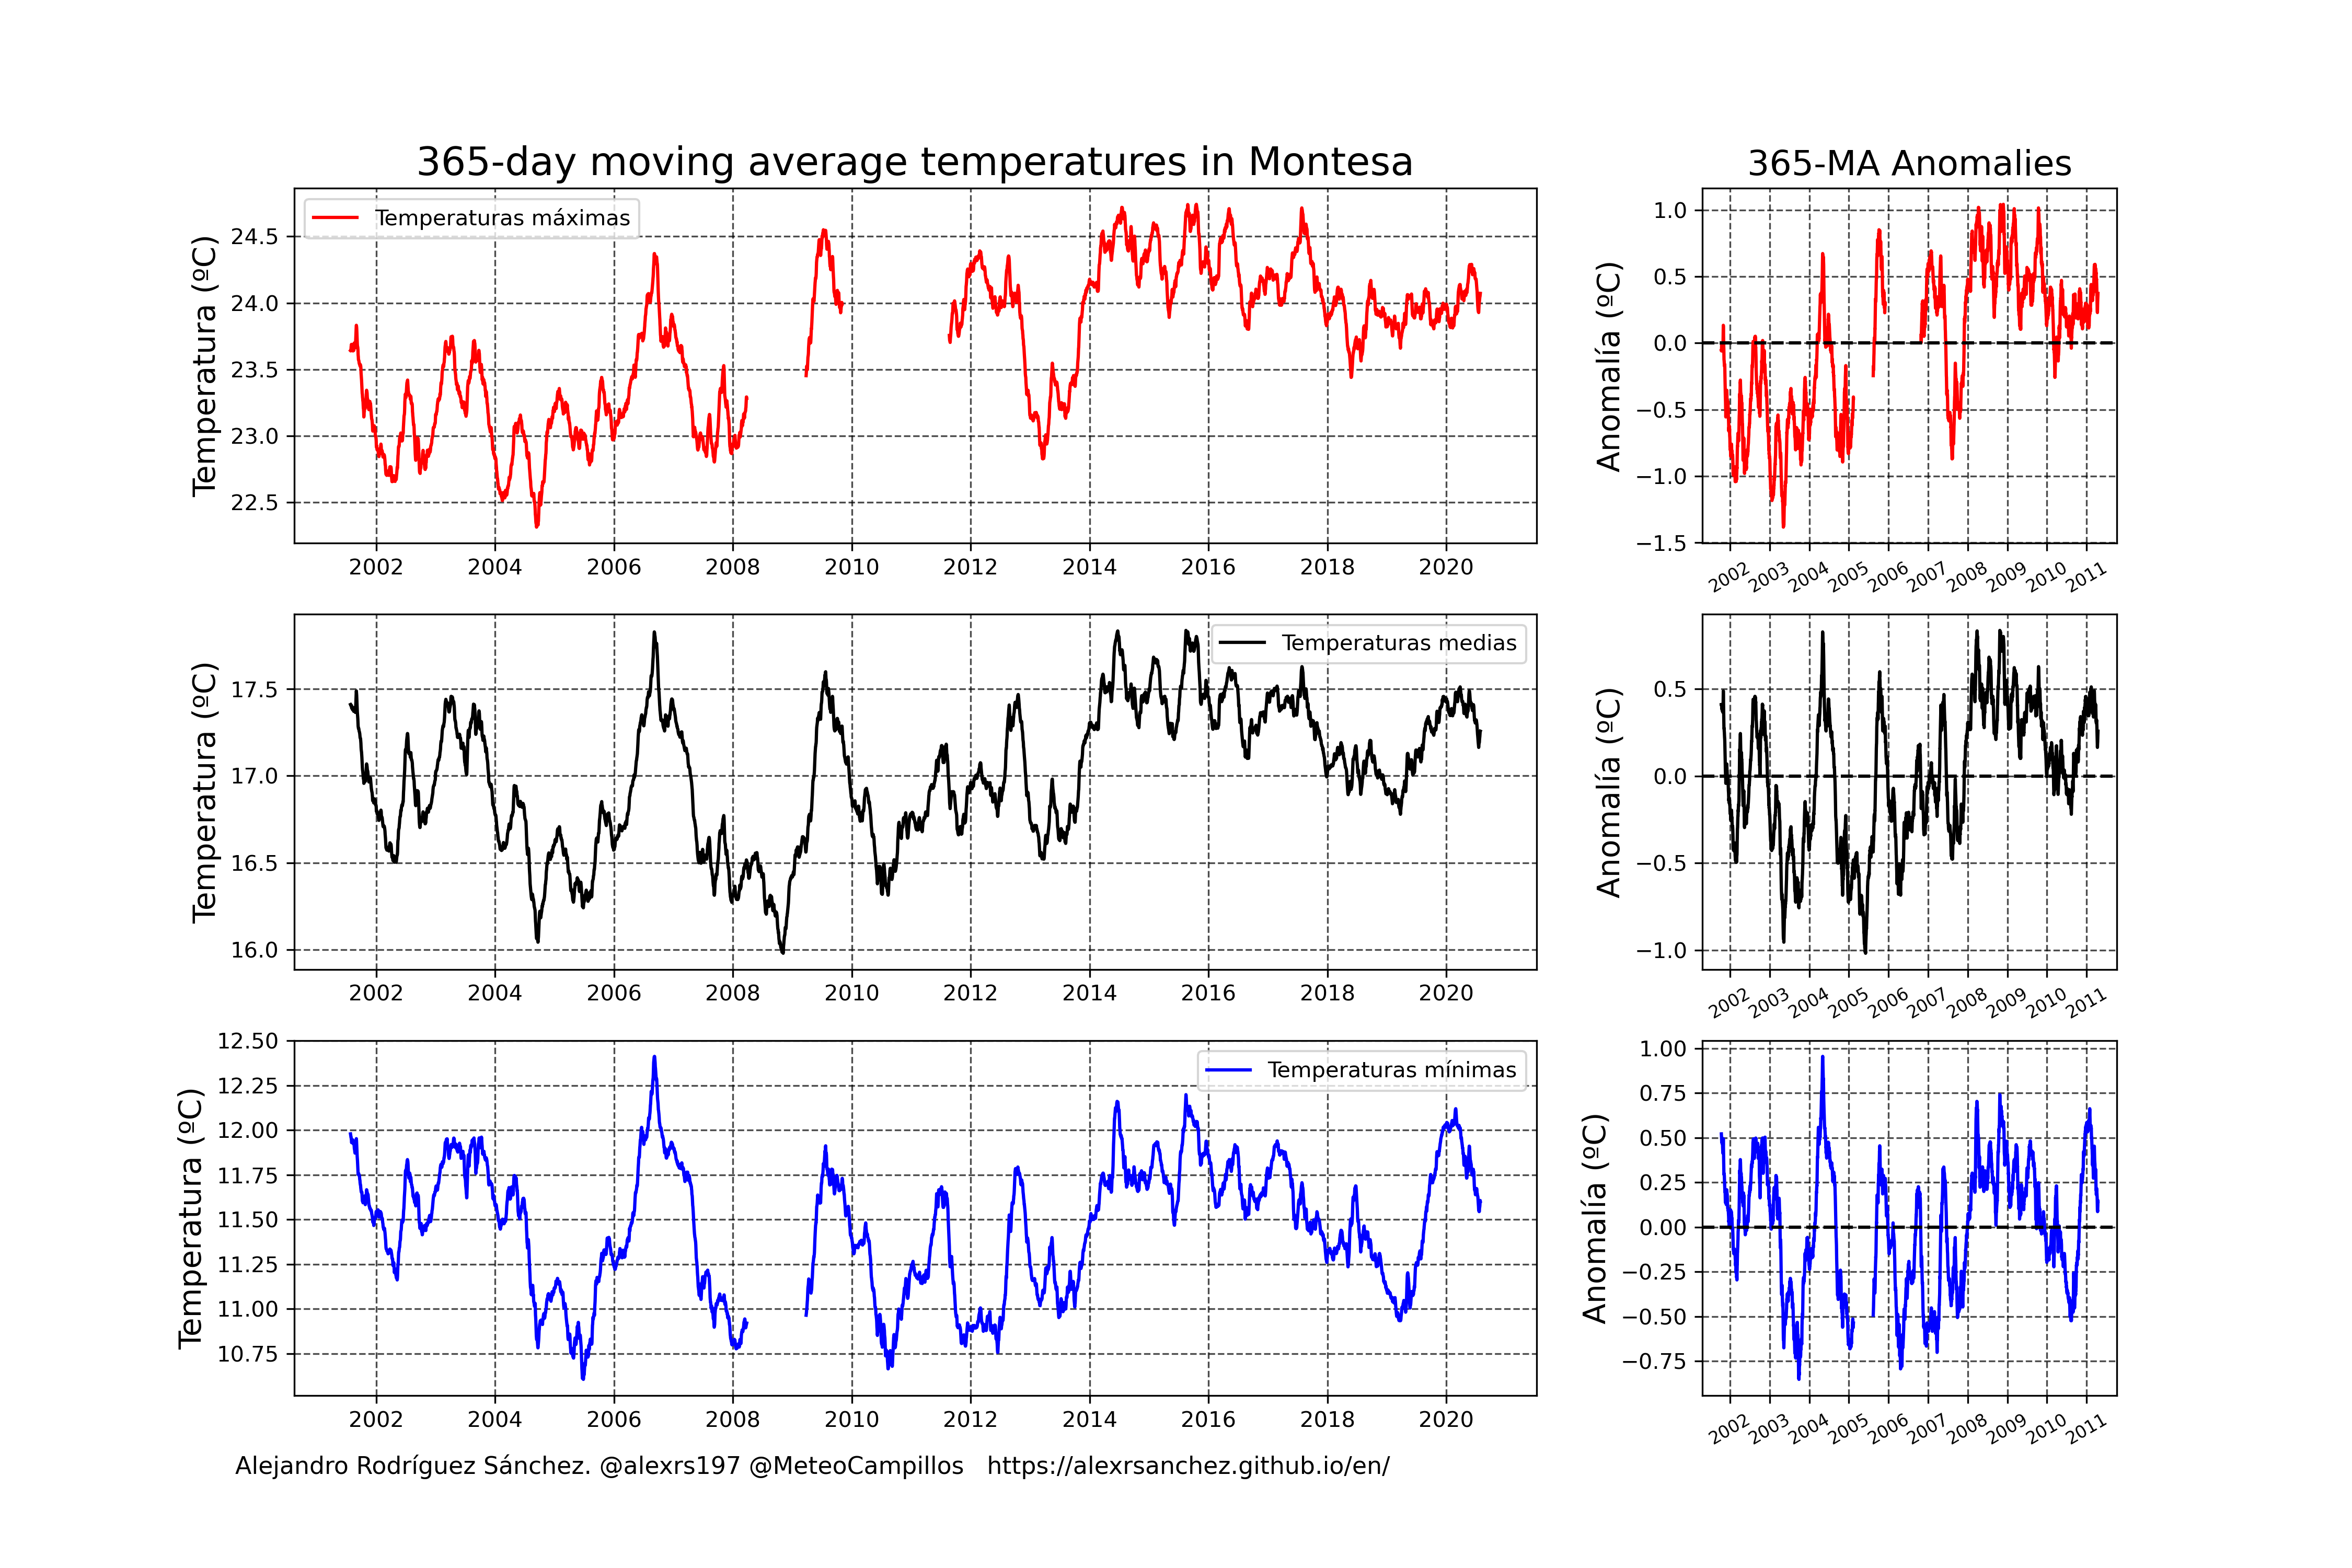 365-day moving average temperatures in Montesa
Temperatura (ºC)
24.5
24.0
23.5
23.0
22.5
Temperaturas máximas
2002 2004 2006 2008 2010 2012 2014 2016 2018 2020
365-MA Anomalies
Anomalía (ºC)
1.0
0.5
0.0
−0.5
−1.0
−1.5
2002 2003 2004 2005 2006 2007 2008 2009 2010 2011
Temperatura (ºC)
17.5
17.0
16.5
16.0
Temperaturas medias
2002 2004 2006 2008 2010 2012 2014 2016 2018 2020
Anomalía (ºC)
0.5
0.0
−0.5
−1.0
2002 2003 2004 2005 2006 2007 2008 2009 2010 2011
Temperatura (ºC)
12.50
12.25
12.00
11.75
11.50
11.25
11.00
10.75
Temperaturas mínimas
2002 2004 2006 2008 2010 2012 2014 2016 2018 2020
Anomalía (ºC)
1.00
0.75
0.50
0.25
0.00
−0.25
−0.50
−0.75
2002 2003 2004 2005 2006 2007 2008 2009 2010 2011
Alejandro Rodríguez Sánchez. @alexrs197 @MeteoCampillos https://alexrsanchez.github.io/en/